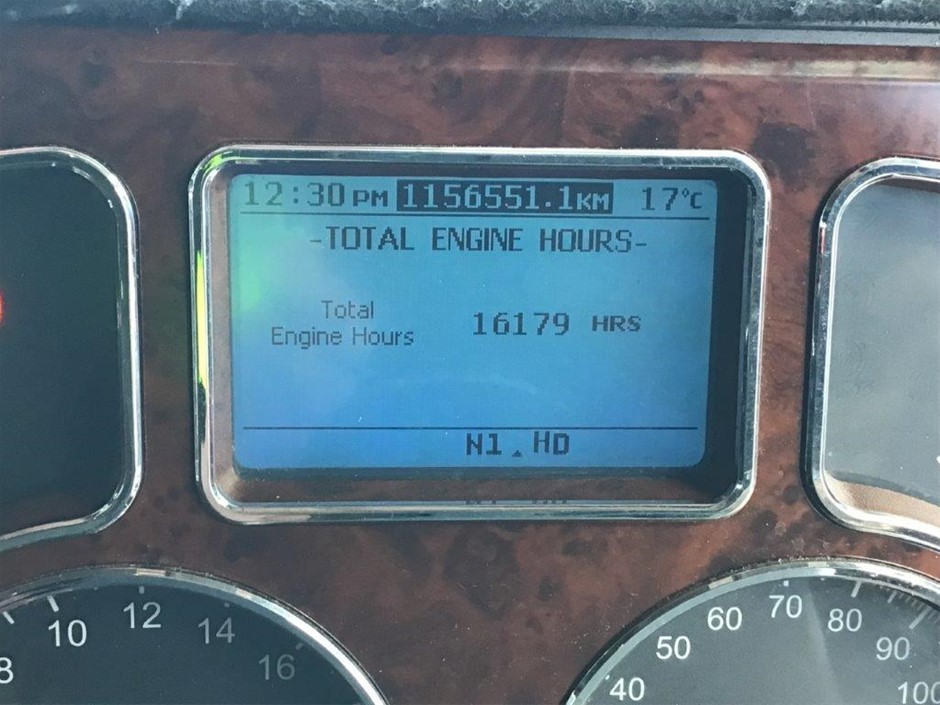 12:30 PM 1156551.1KM 17°C
-TOTAL ENGINE HOURS-
Total
Engine Hours 16179 HRS
N1 HD
8 10 12 14 16
40 50 60 70 80 90 100